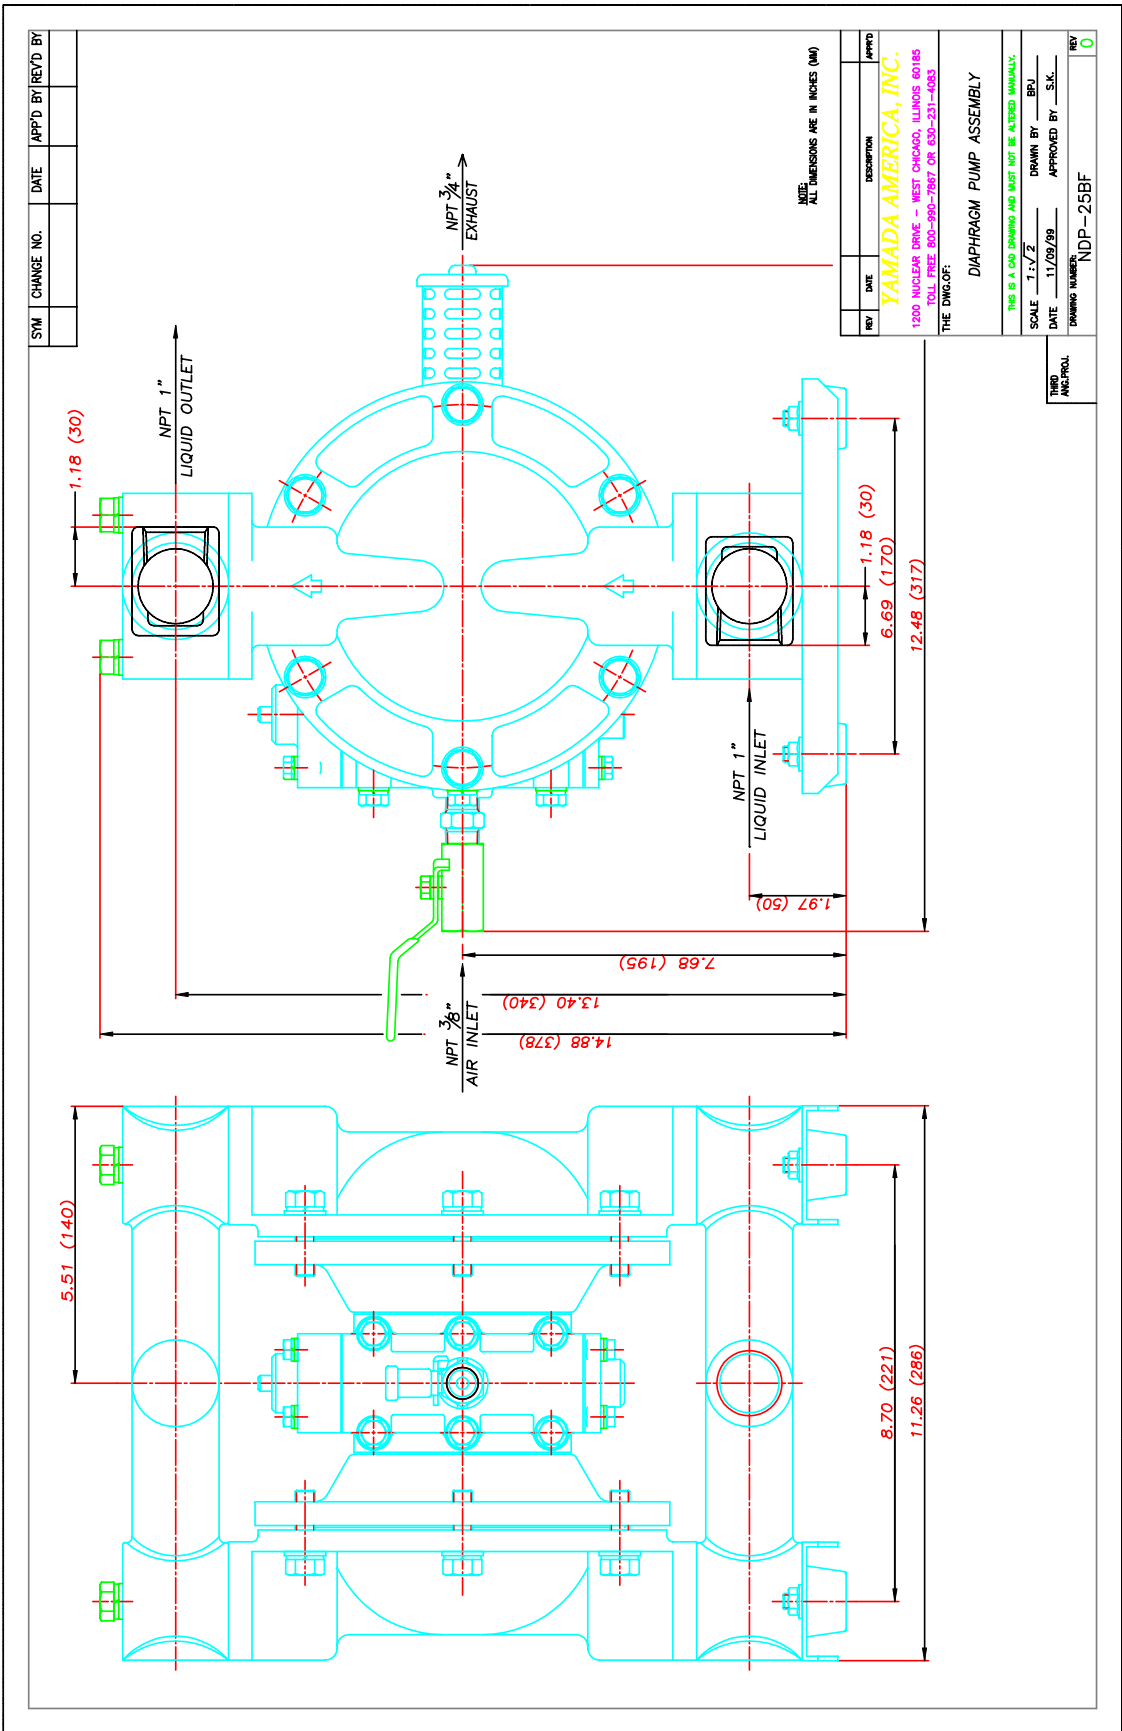 SYM CHANGE NO. DATE APP'D BY REV'D BY
1.18 (30)
NPT 1"
LIQUID OUTLET
NPT 3/4"
EXHAUST
NPT 1"
LIQUID INLET
NPT 3/8"
AIR INLET
1.18 (30)
6.69 (170)
12.48 (317)
1.97 (50)
7.68 (195)
13.40 (340)
14.88 (378)
5.51 (140)
8.70 (221)
11.26 (286)
NOTE:
ALL DIMENSIONS ARE IN INCHES (MM)
REV DATE DESCRIPTION APPR'D
YAMADA AMERICA, INC.
1200 NUCLEAR DRIVE - WEST CHICAGO, ILLINOIS 60185
TOLL FREE 800-990-7867 OR 630-231-4083
THE DWG.OF:
DIAPHRAGM PUMP ASSEMBLY
THIS IS A CAD DRAWING AND MUST NOT BE ALTERED MANUALLY.
SCALE 1:√2 DRAWN BY BPJ
DATE 11/09/99 APPROVED BY S.K.
DRAWING NUMBER: REV
NDP-25BF 0
THIRD
ANG.PROJ.